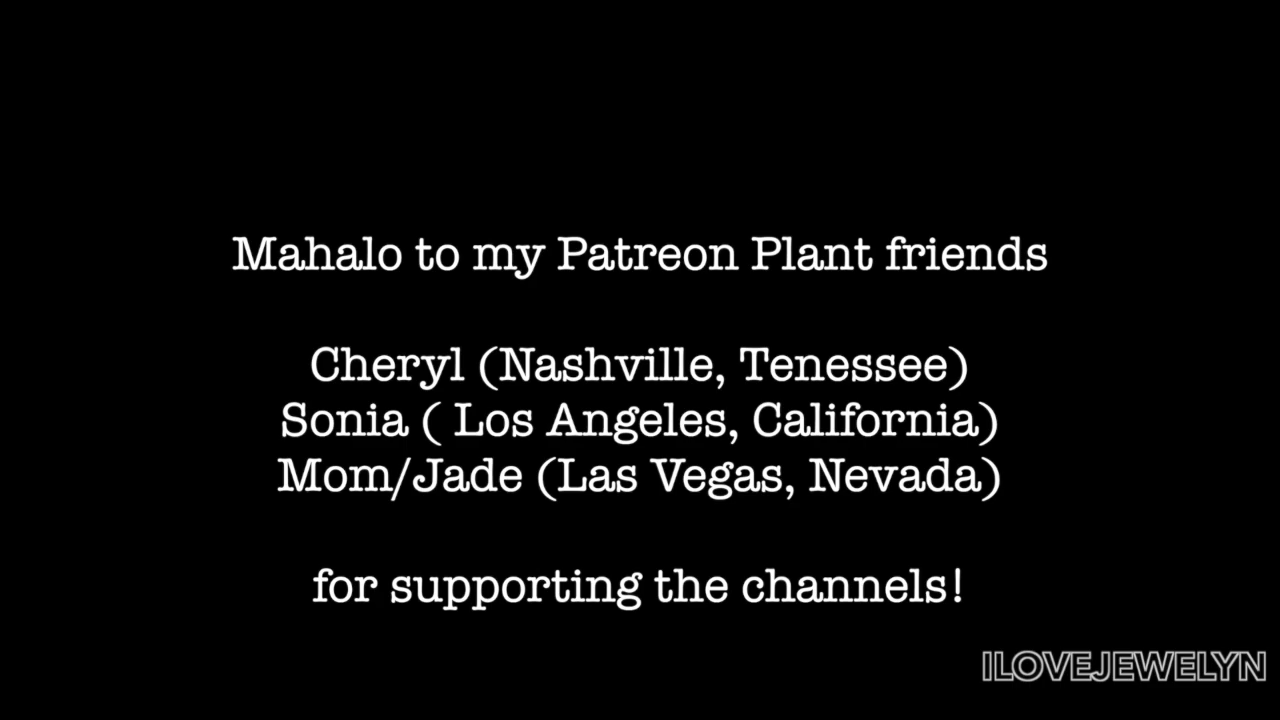 Mahalo to my Patreon Plant friends
Cheryl (Nashville, Tenessee)
Sonia ( Los Angeles, California)
Mom/Jade (Las Vegas, Nevada)
for supporting the channels!
ILOVEJEWELYN